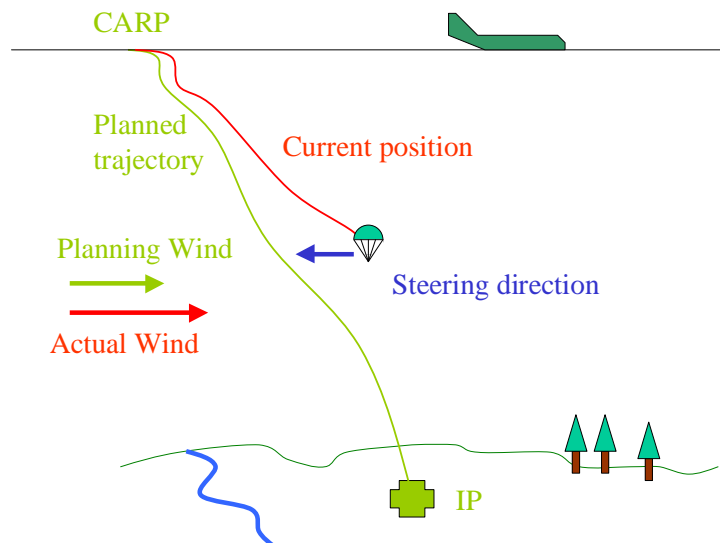 CARP
Planned
trajectory
Current position
Planning Wind
Steering direction
Actual Wind
IP